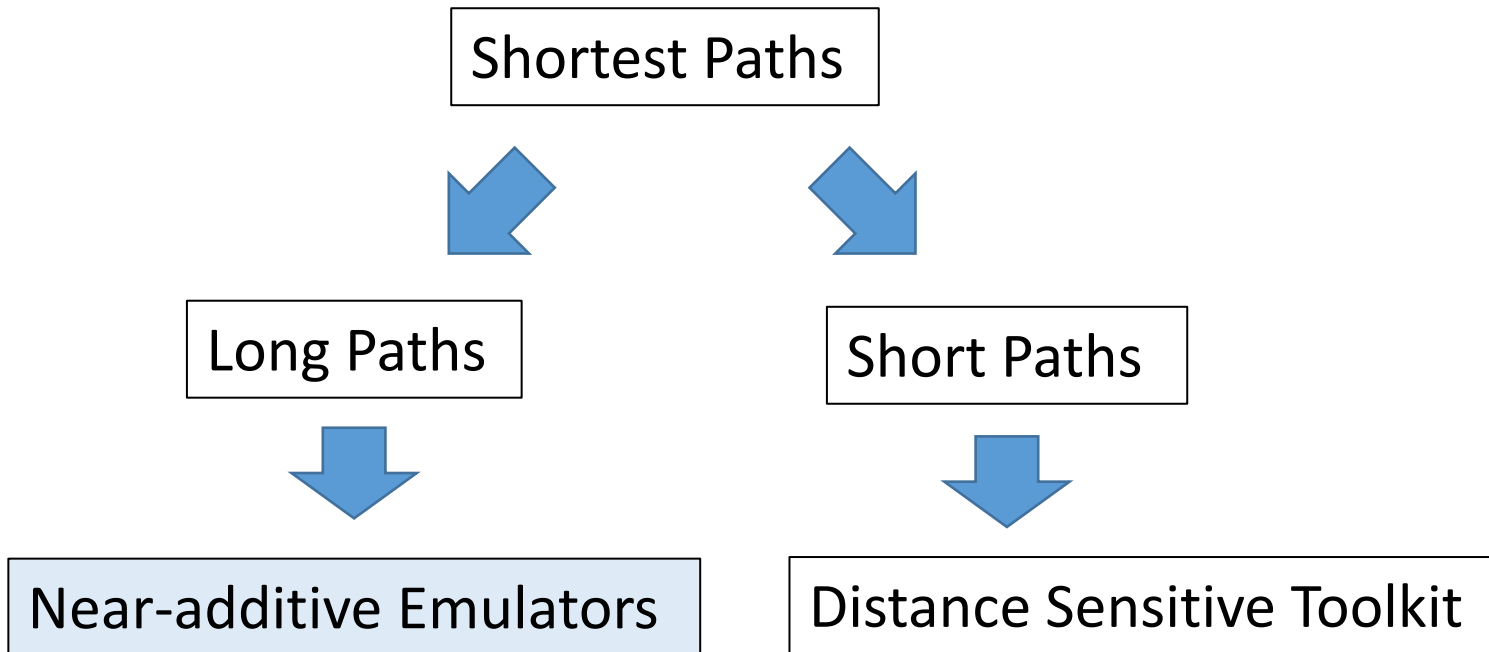 Shortest Paths
Long Paths
Short Paths
Near-additive Emulators
Distance Sensitive Toolkit